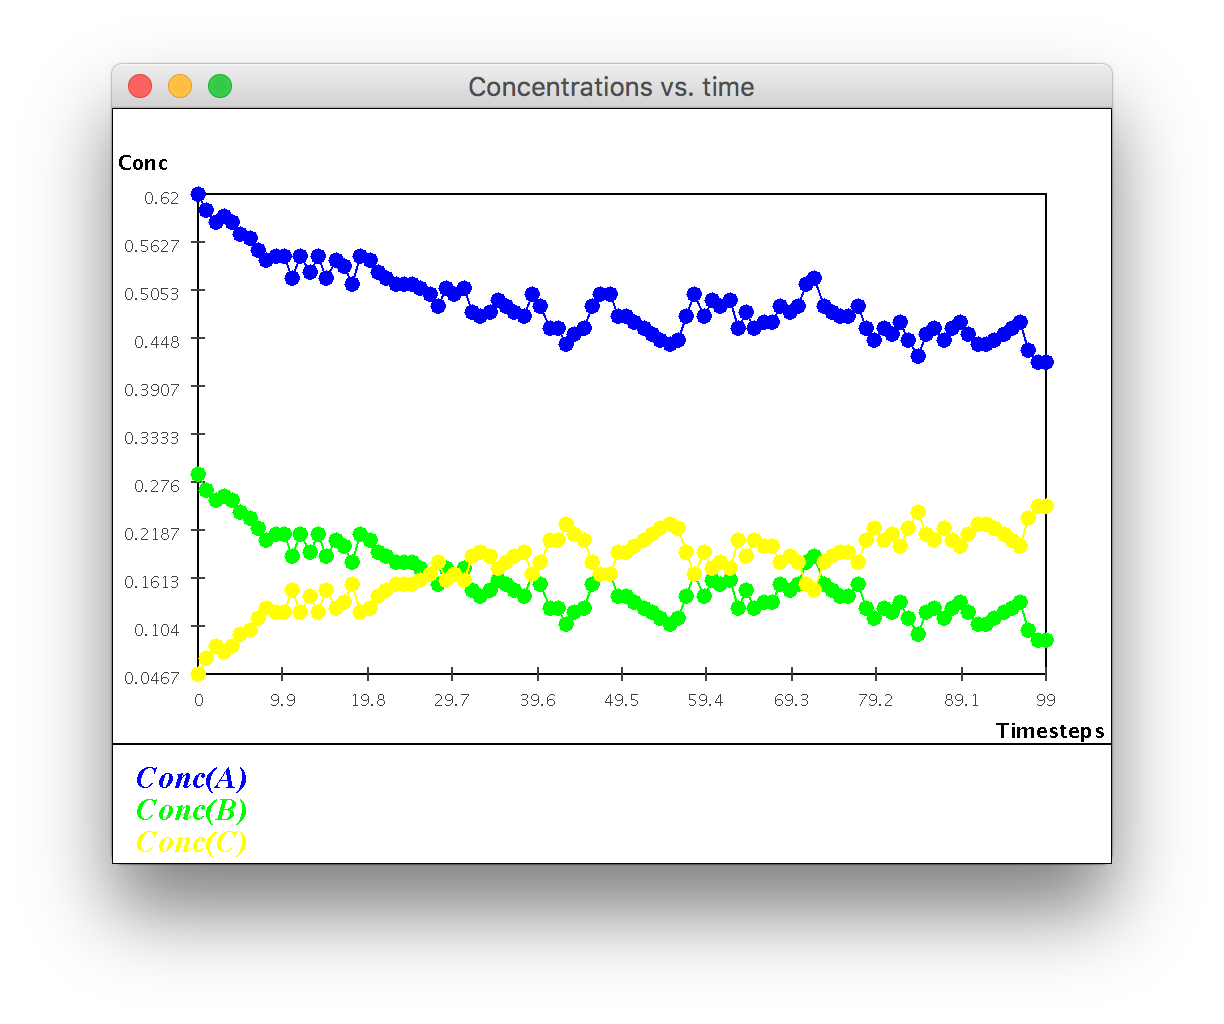 Concentrations vs. time
Conc
0.62
0.5627
0.5053
0.448
0.3907
0.3333
0.276
0.2187
0.1613
0.104
0.0467
0 9.9 19.8 29.7 39.6 49.5 59.4 69.3 79.2 89.1 99
Timesteps
Conc(A)
Conc(B)
Conc(C)